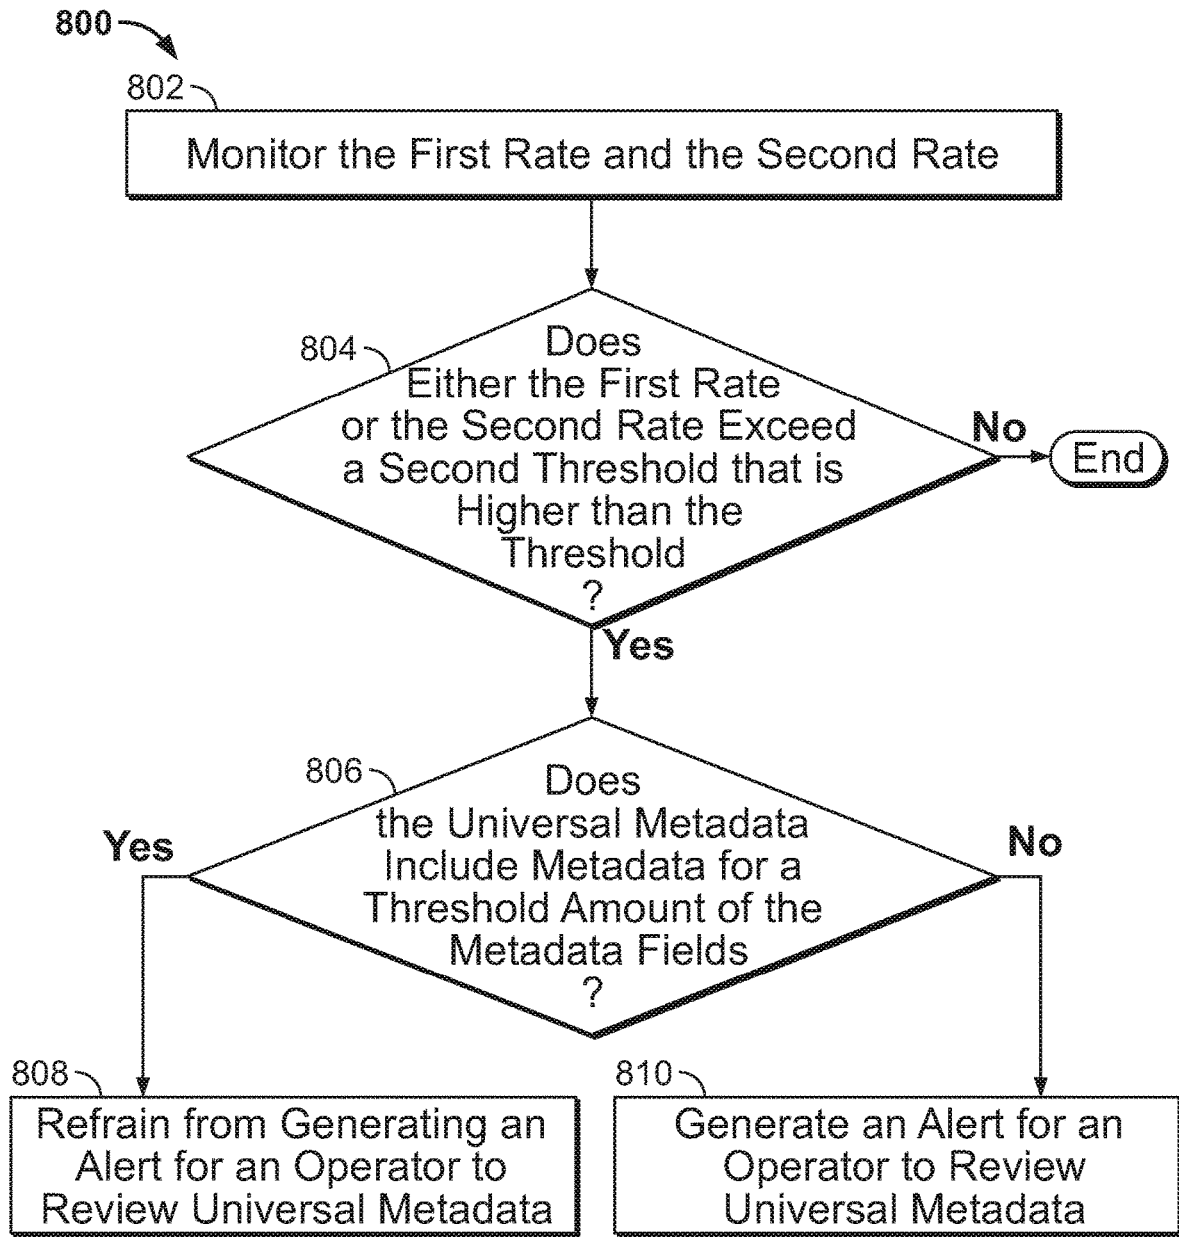 800
802
Monitor the First Rate and the Second Rate
804
Does
Either the First Rate
or the Second Rate Exceed
a Second Threshold that is
Higher than the
Threshold
?
No
End
Yes
806
Does
the Universal Metadata
Include Metadata for a
Threshold Amount of the
Metadata Fields
?
Yes
No
808
Refrain from Generating an
Alert for an Operator to
Review Universal Metadata
810
Generate an Alert for an
Operator to Review
Universal Metadata